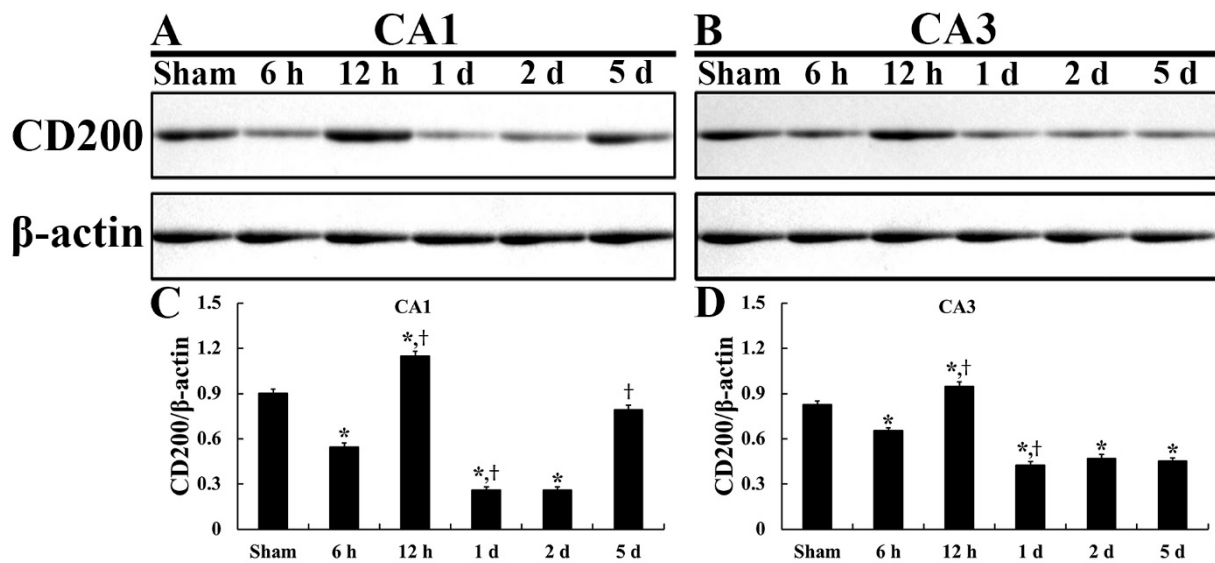 A CA1
Sham 6 h 12 h 1 d 2 d 5 d
B CA3
Sham 6 h 12 h 1 d 2 d 5 d
CD200
β-actin
C
CA1
CD200/β-actin
1.5
1.2
0.9
0.6
0.3
0
*
*,†
*,†
*
†
Sham 6 h 12 h 1 d 2 d 5 d
D
CA3
CD200/β-actin
1.5
1.2
0.9
0.6
0.3
0
*
*,†
*,†
*
*
Sham 6 h 12 h 1 d 2 d 5 d